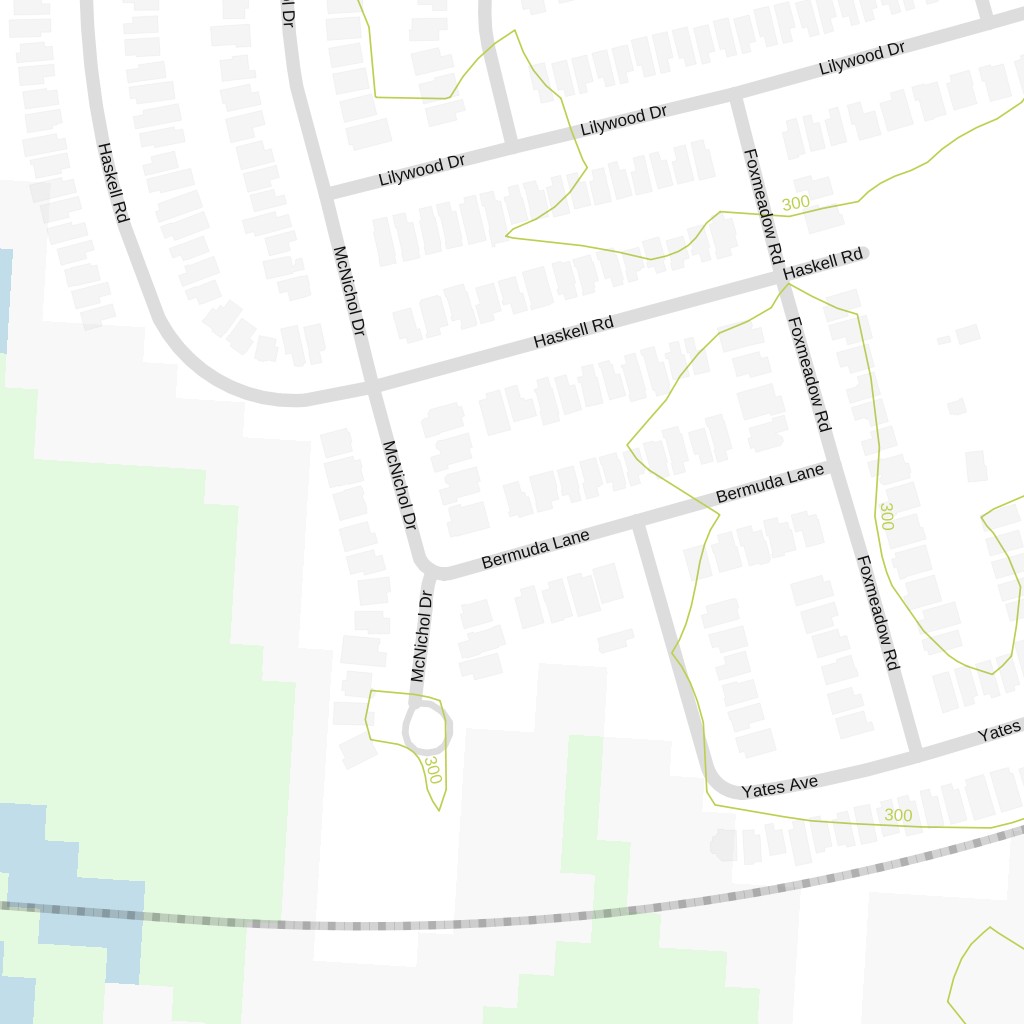 Lilywood Dr
Lilywood Dr
Lilywood Dr
Haskell Rd
Foxmeadow Rd
300
McNichol Dr
Haskell Rd
Haskell Rd
Foxmeadow Rd
McNichol Dr
Bermuda Lane
300
Bermuda Lane
Foxmeadow Rd
McNichol Dr
Yates
300
Yates Ave
300